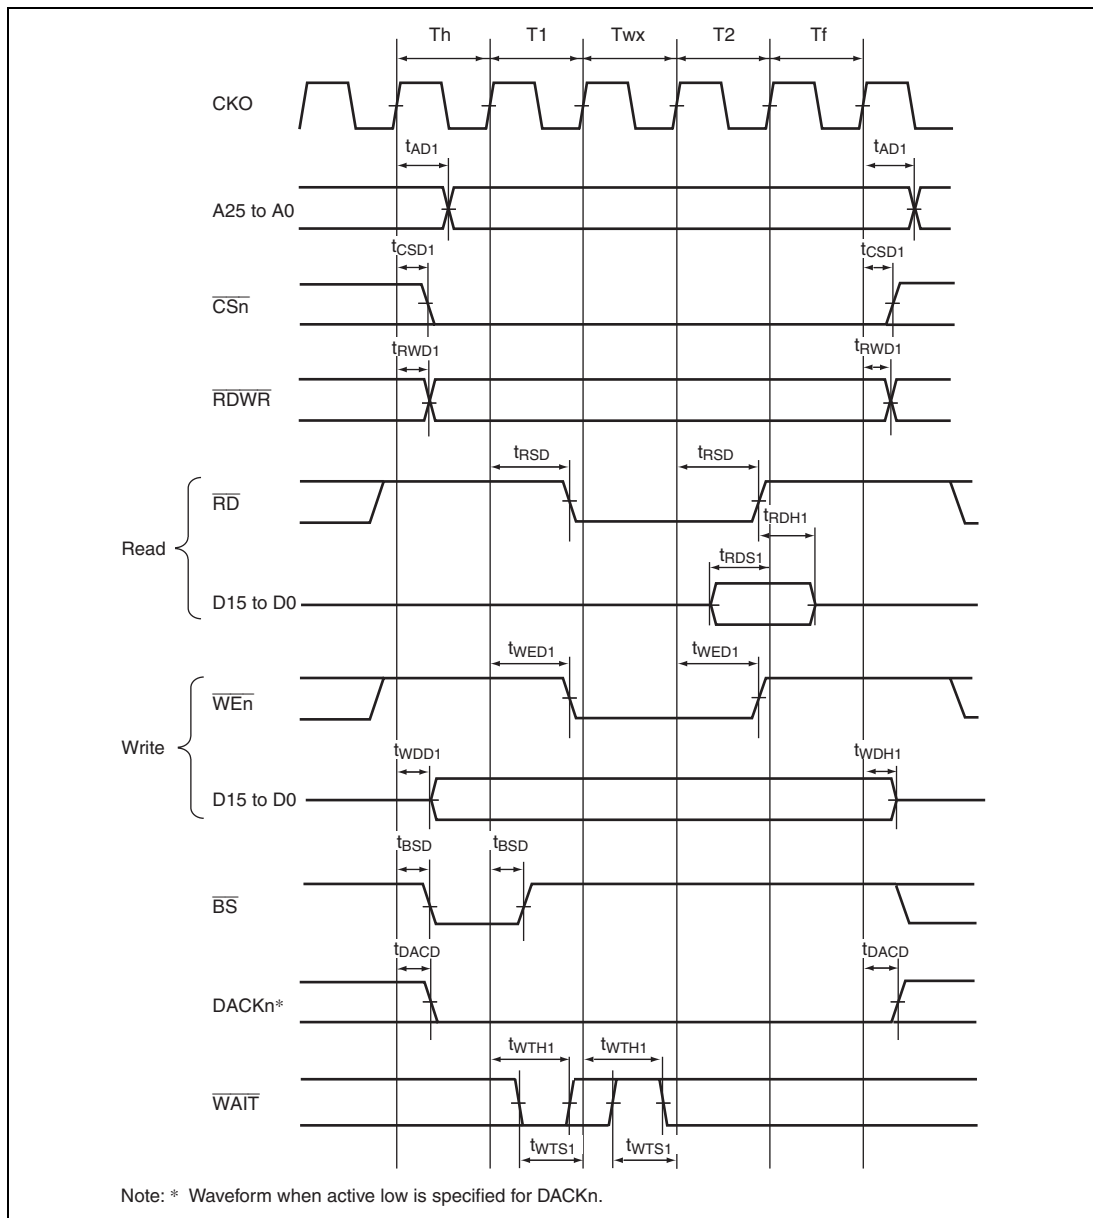 Th T1 Twx T2 Tf
CKO
tAD1 tAD1
A25 to A0
tCSD1 tCSD1
CSn
tRWD1 tRWD1
RDWR
tRSD tRSD
RD
tRDH1
Read
tRDS1
D15 to D0
tWED1 tWED1
WEn
Write
tWDD1 tWDH1
D15 to D0
tBSD tBSD
BS
tDACD tDACD
DACKn*
tWTH1 tWTH1
WAIT
tWTS1 tWTS1
Note: * Waveform when active low is specified for DACKn.